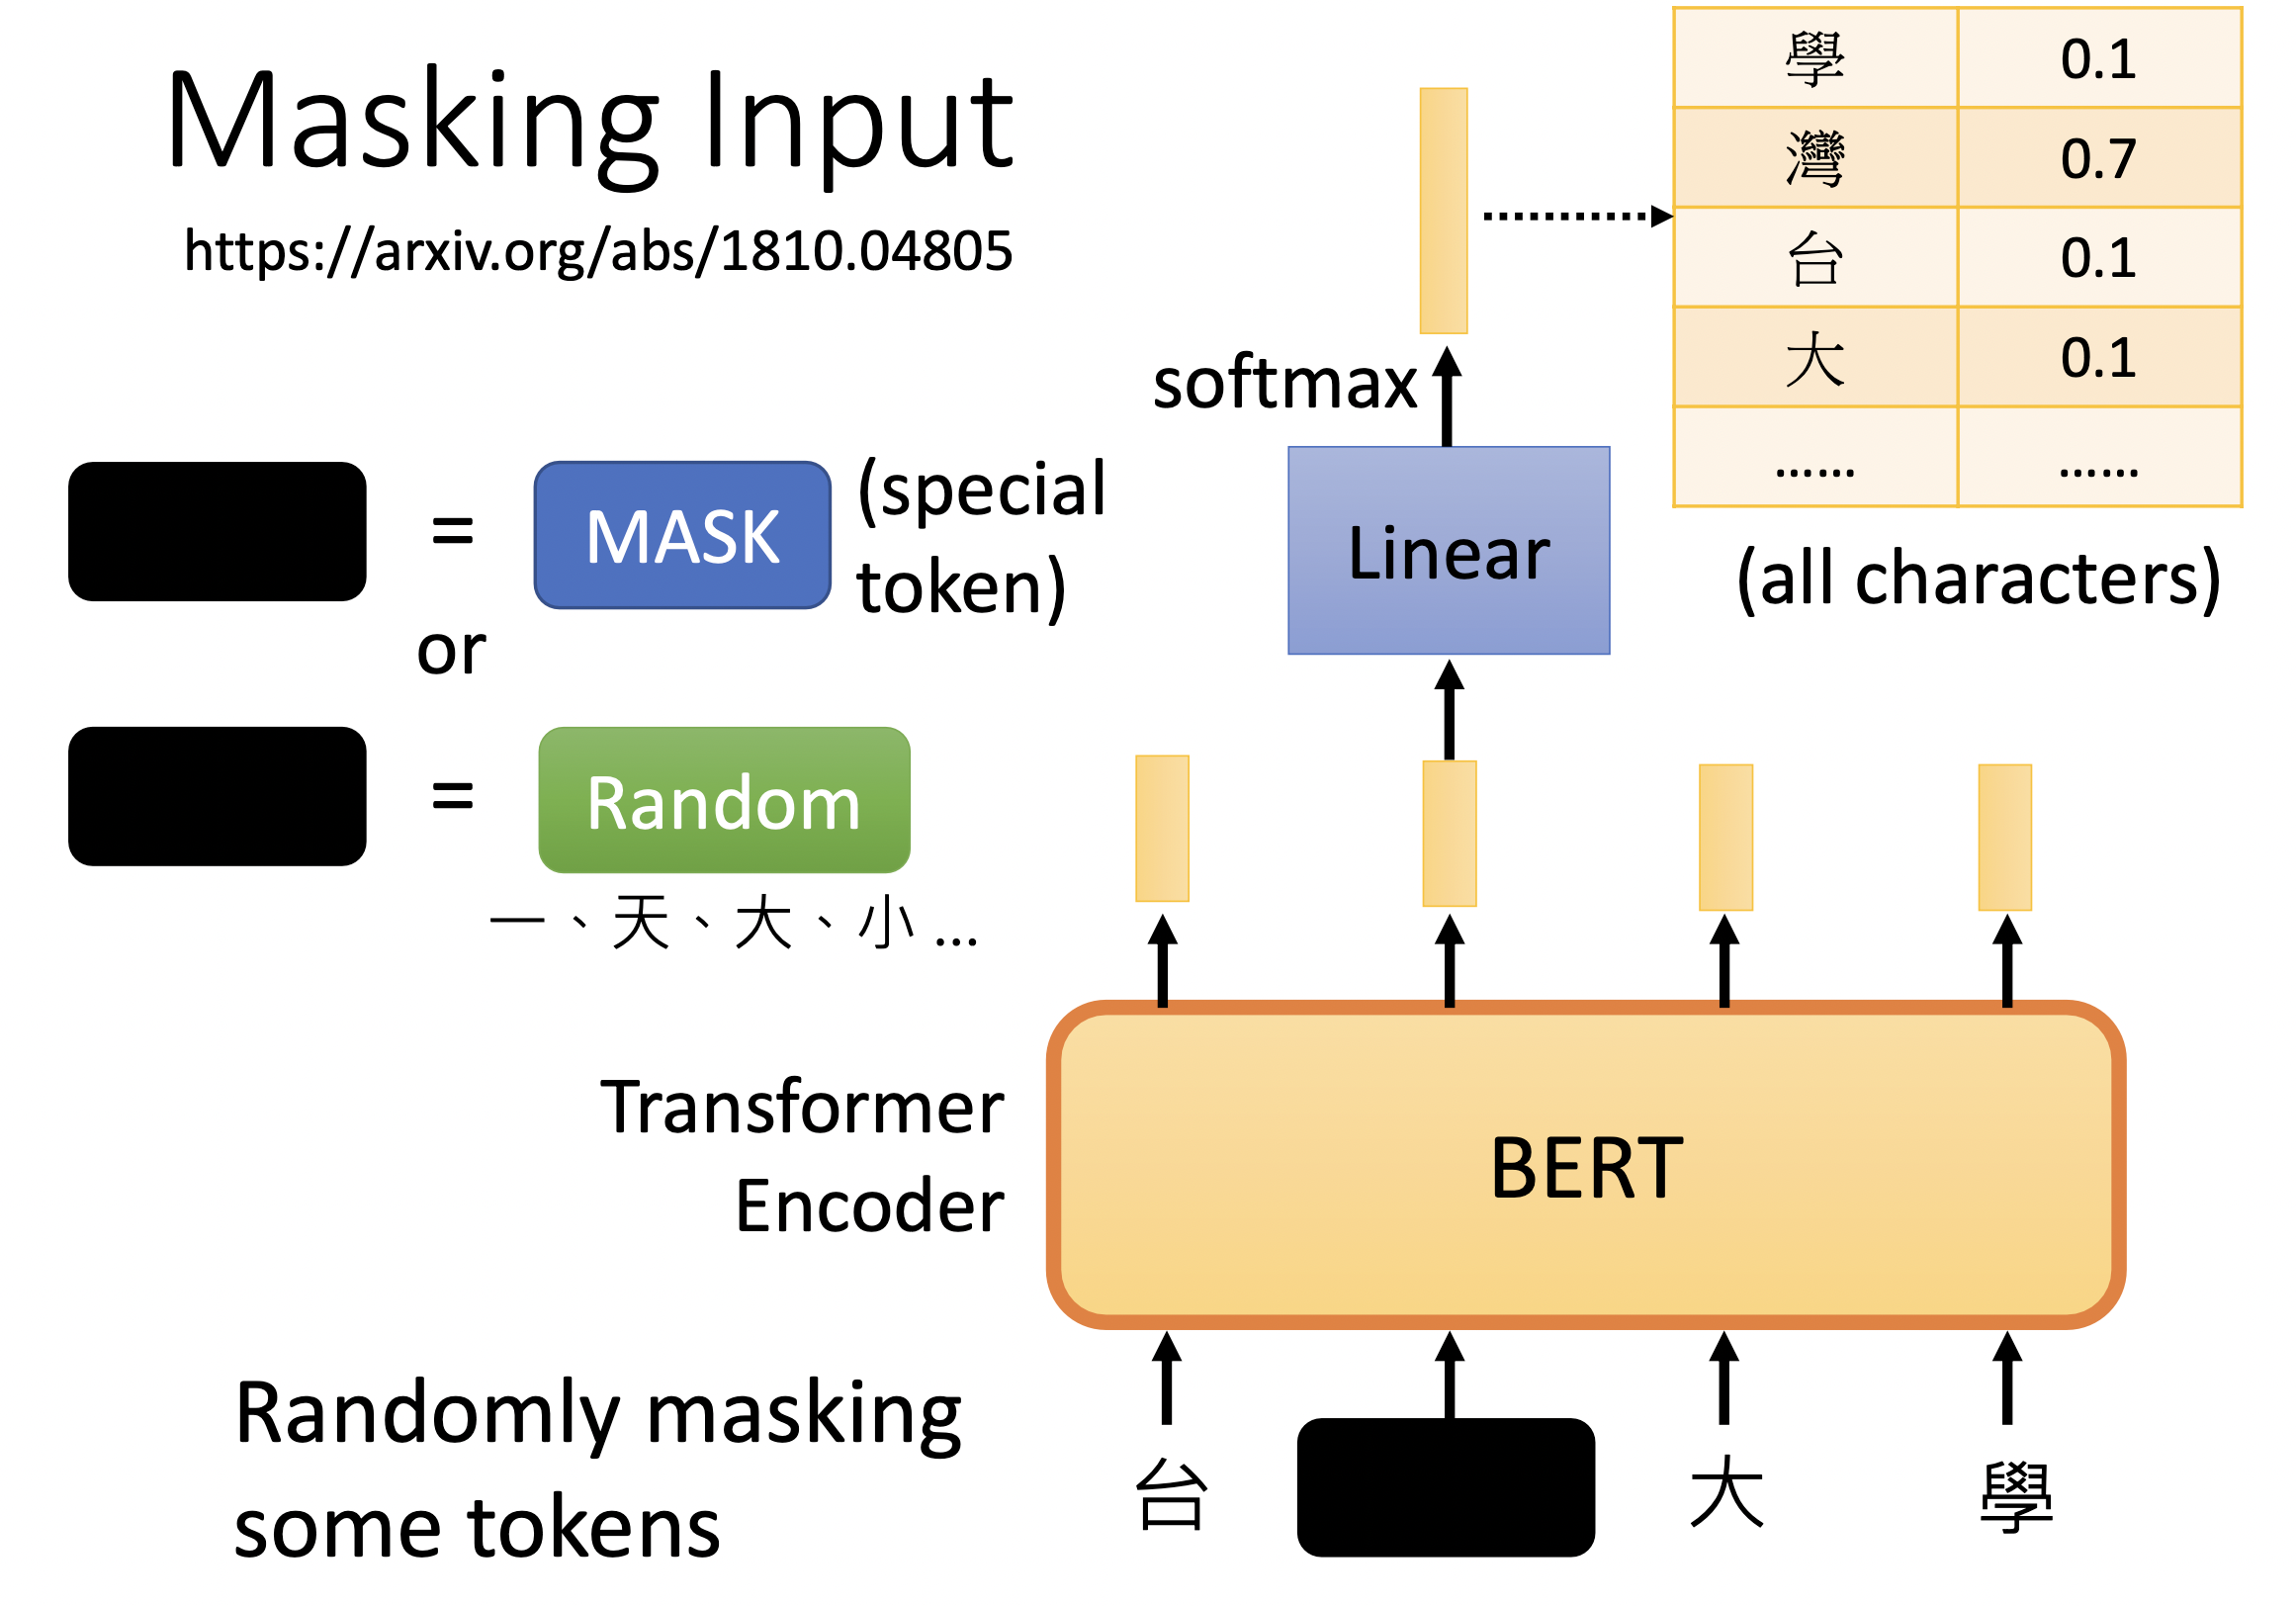 Masking Input
https://arxiv.org/abs/1810.04805
= MASK (special token)
or
= Random
一、天、大、小 ...
Transformer
Encoder
Randomly masking
some tokens
學 0.1
灣 0.7
台 0.1
大 0.1
...... ......
(all characters)
softmax
Linear
BERT
台 大 學